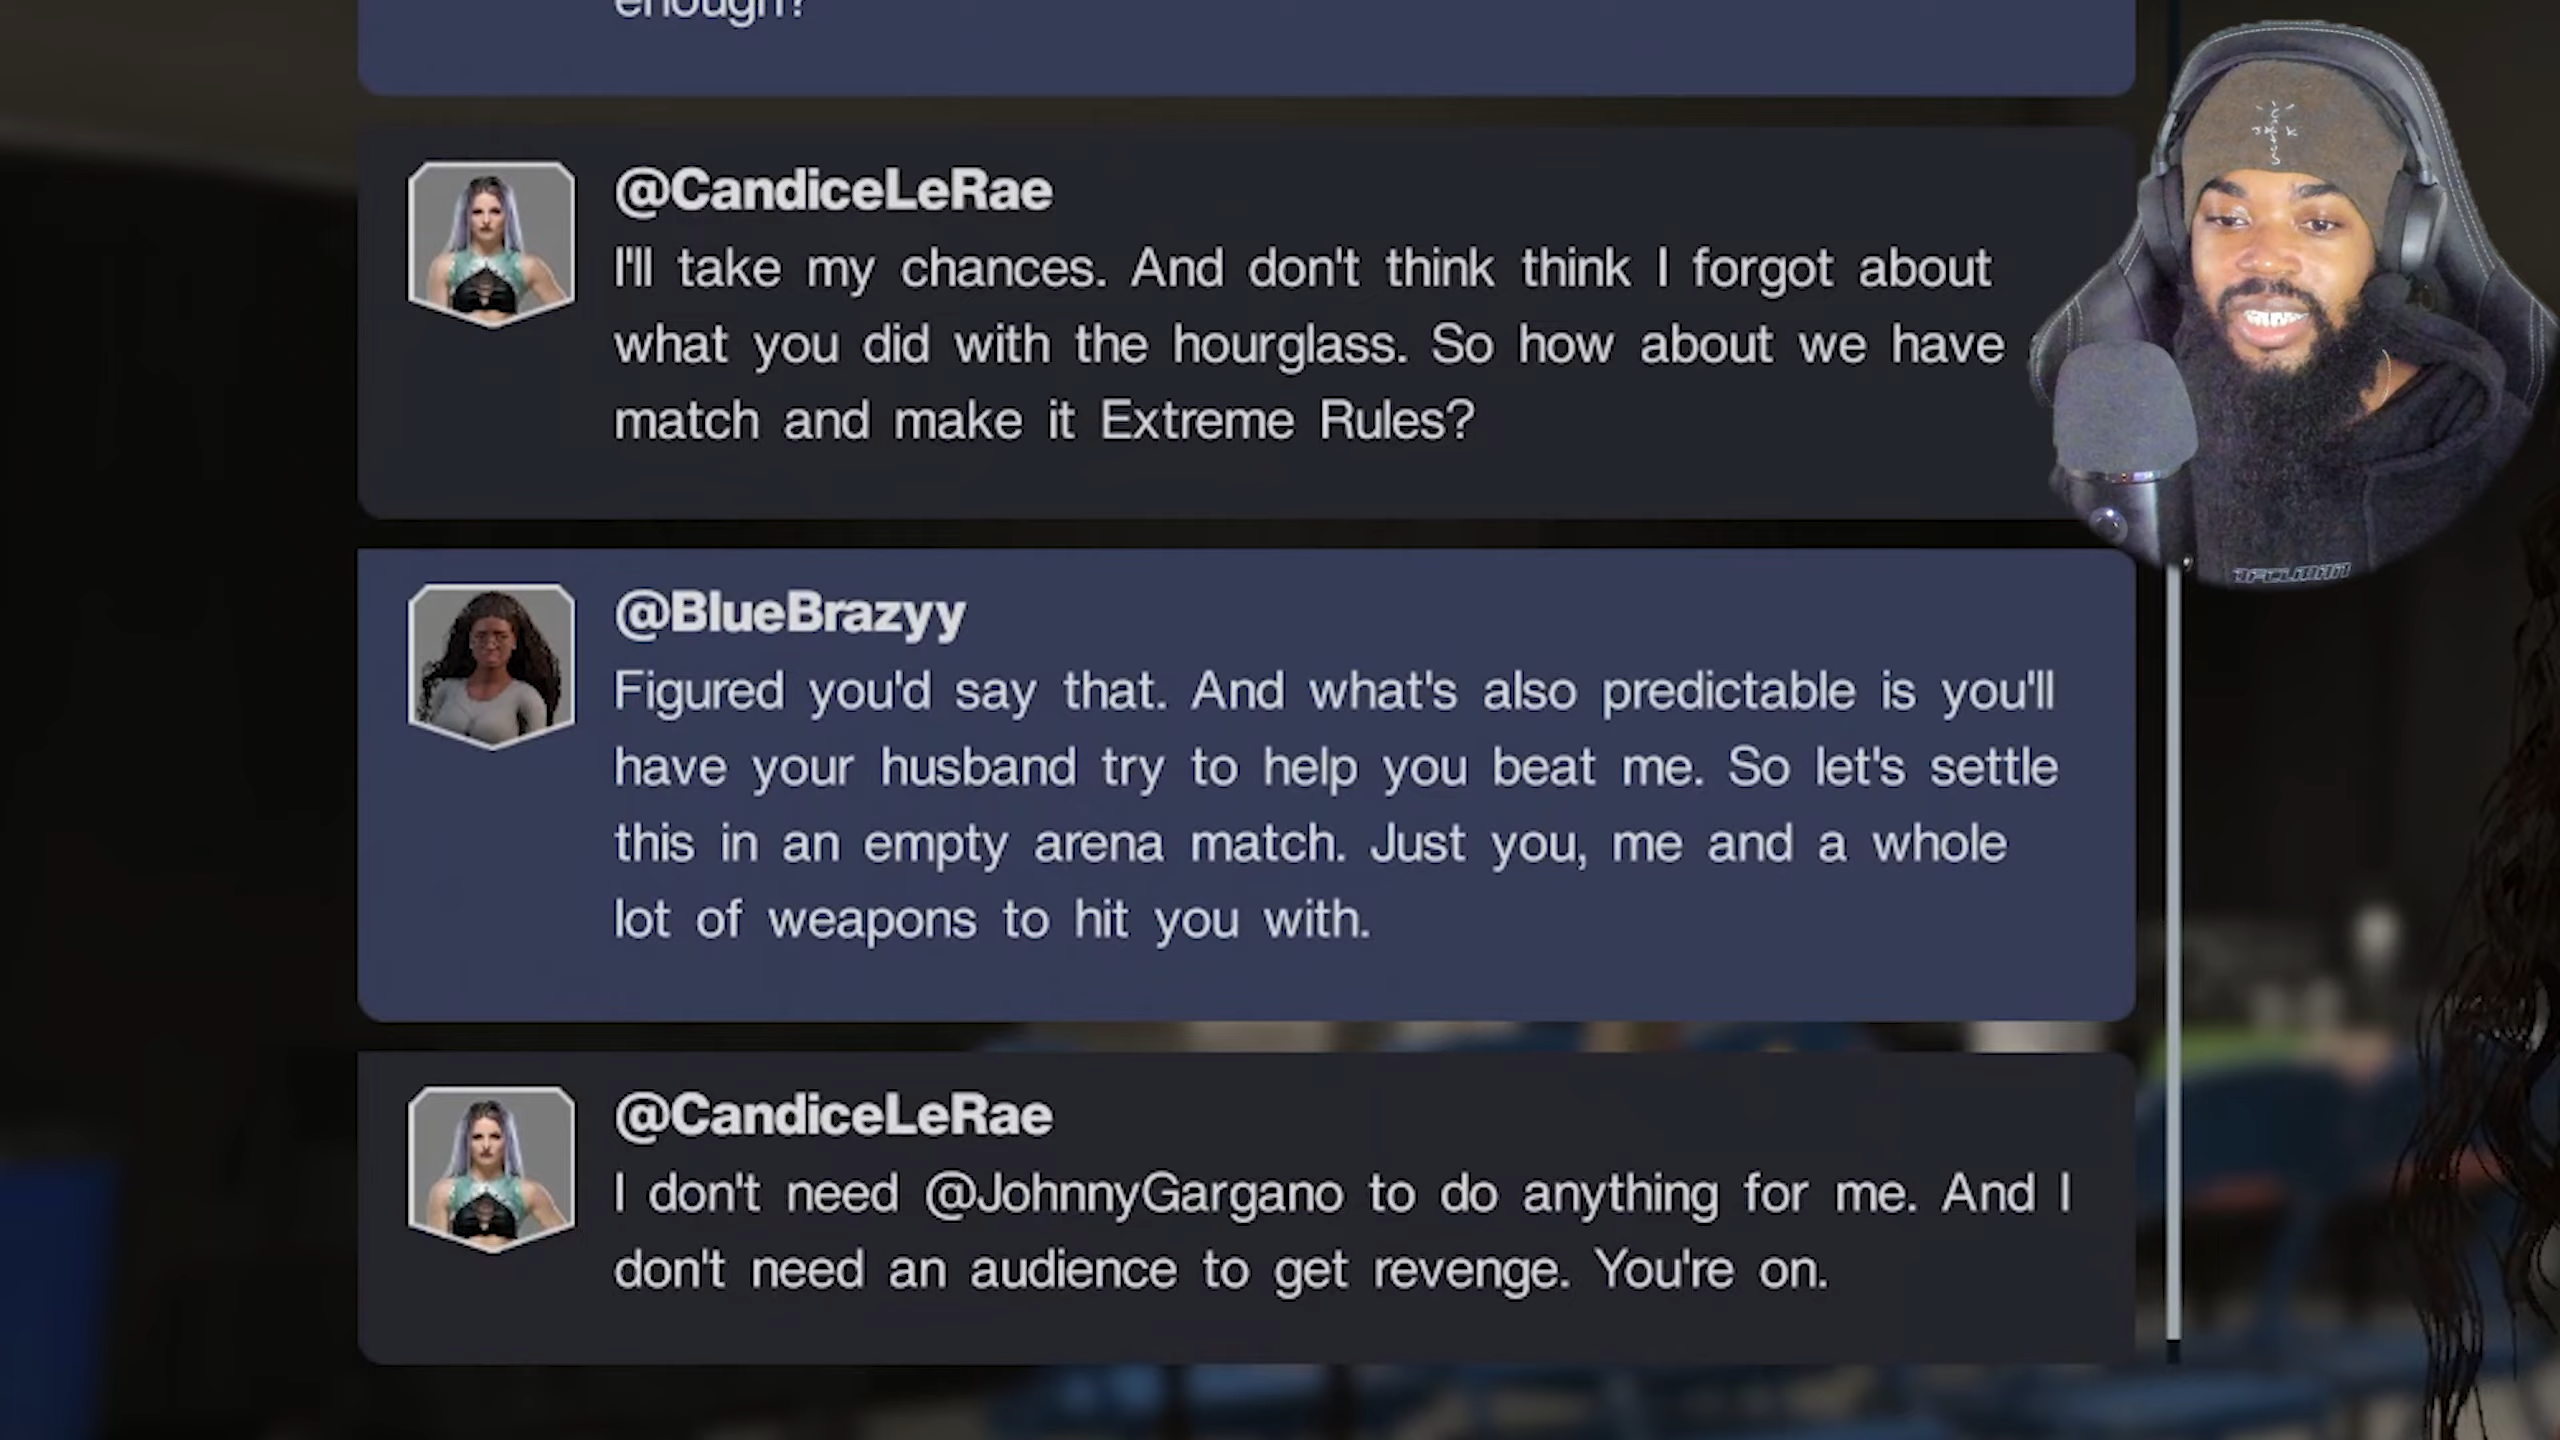 enough?
@CandiceLeRae
I'll take my chances. And don't think think I forgot about
what you did with the hourglass. So how about we have
match and make it Extreme Rules?
@BlueBrazyy
Figured you'd say that. And what's also predictable is you'll
have your husband try to help you beat me. So let's settle
this in an empty arena match. Just you, me and a whole
lot of weapons to hit you with.
@CandiceLeRae
I don't need @JohnnyGargano to do anything for me. And I
don't need an audience to get revenge. You're on.